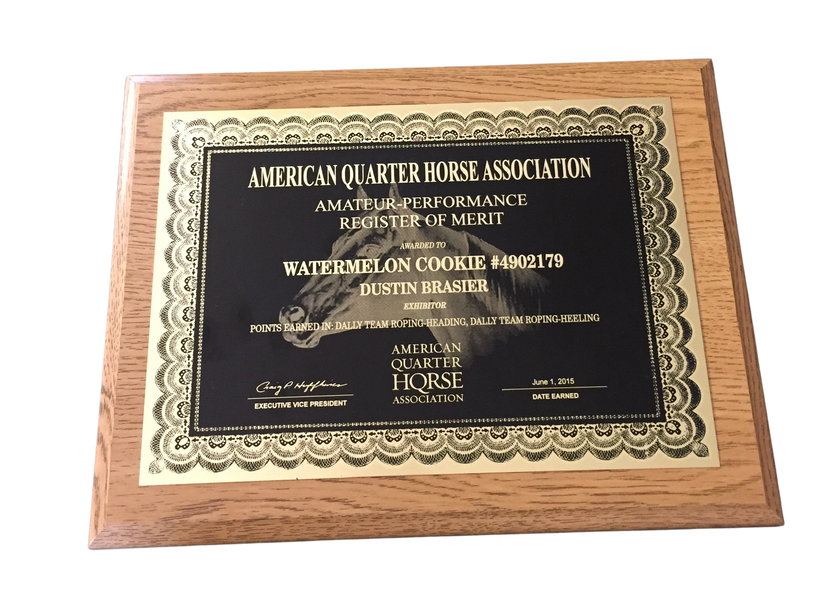 AMERICAN QUARTER HORSE ASSOCIATION
AMATEUR-PERFORMANCE
REGISTER OF MERIT
AWARDED TO
WATERMELON COOKIE #4902179
DUSTIN BRASIER
EXHIBITOR
POINTS EARNED IN: DALLY TEAM ROPING-HEADING, DALLY TEAM ROPING-HEELING
AMERICAN
QUARTER
HORSE
ASSOCIATION
EXECUTIVE VICE PRESIDENT
June 1, 2015
DATE EARNED